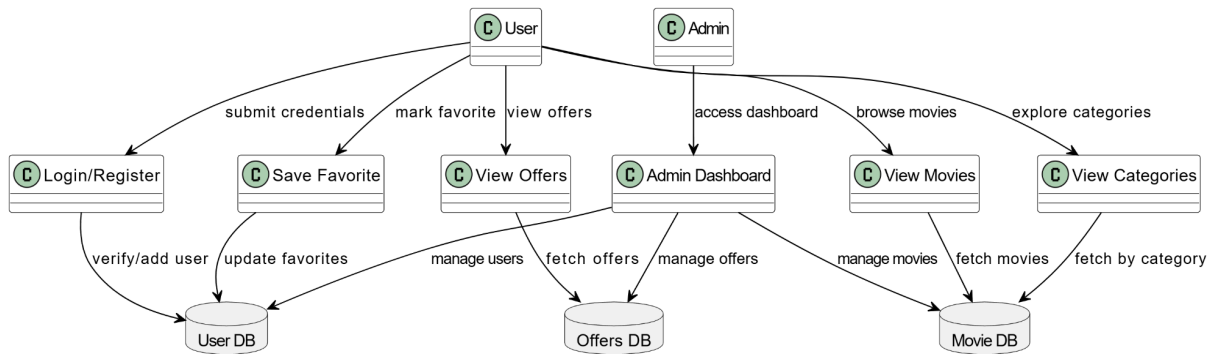 C User
C Admin
submit credentials
mark favorite
view offers
access dashboard
browse movies
explore categories
C Login/Register
C Save Favorite
C View Offers
C Admin Dashboard
C View Movies
C View Categories
verify/add user
update favorites
manage users
fetch offers
manage offers
manage movies
fetch movies
fetch by category
User DB
Offers DB
Movie DB